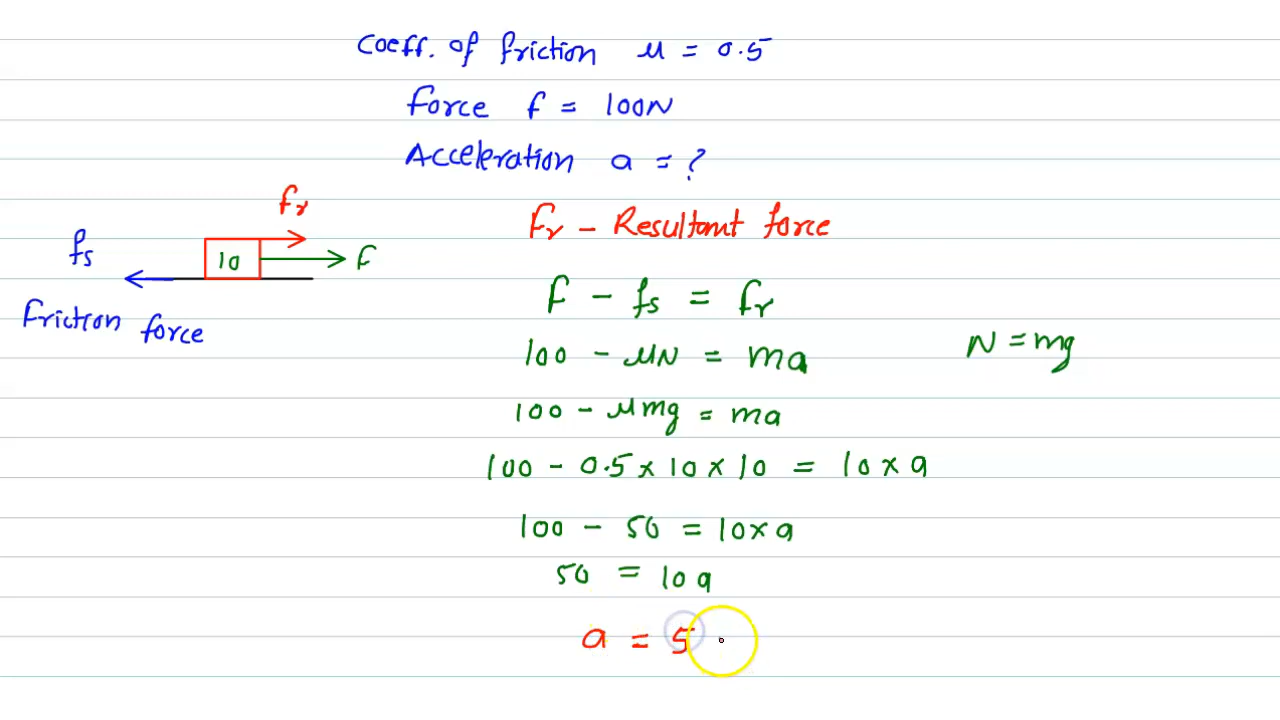 Coeff. of friction μ = 0.5
Force f = 100N
Acceleration a = ?
Fr
Fr - Resultant force
fs
10
F
F - fs = Fr
Friction force
N = mg
100 - μN = ma
100 - μmg = ma
100 - 0.5 × 10 × 10 = 10 × a
100 - 50 = 10 × a
50 = 10a
a = 5